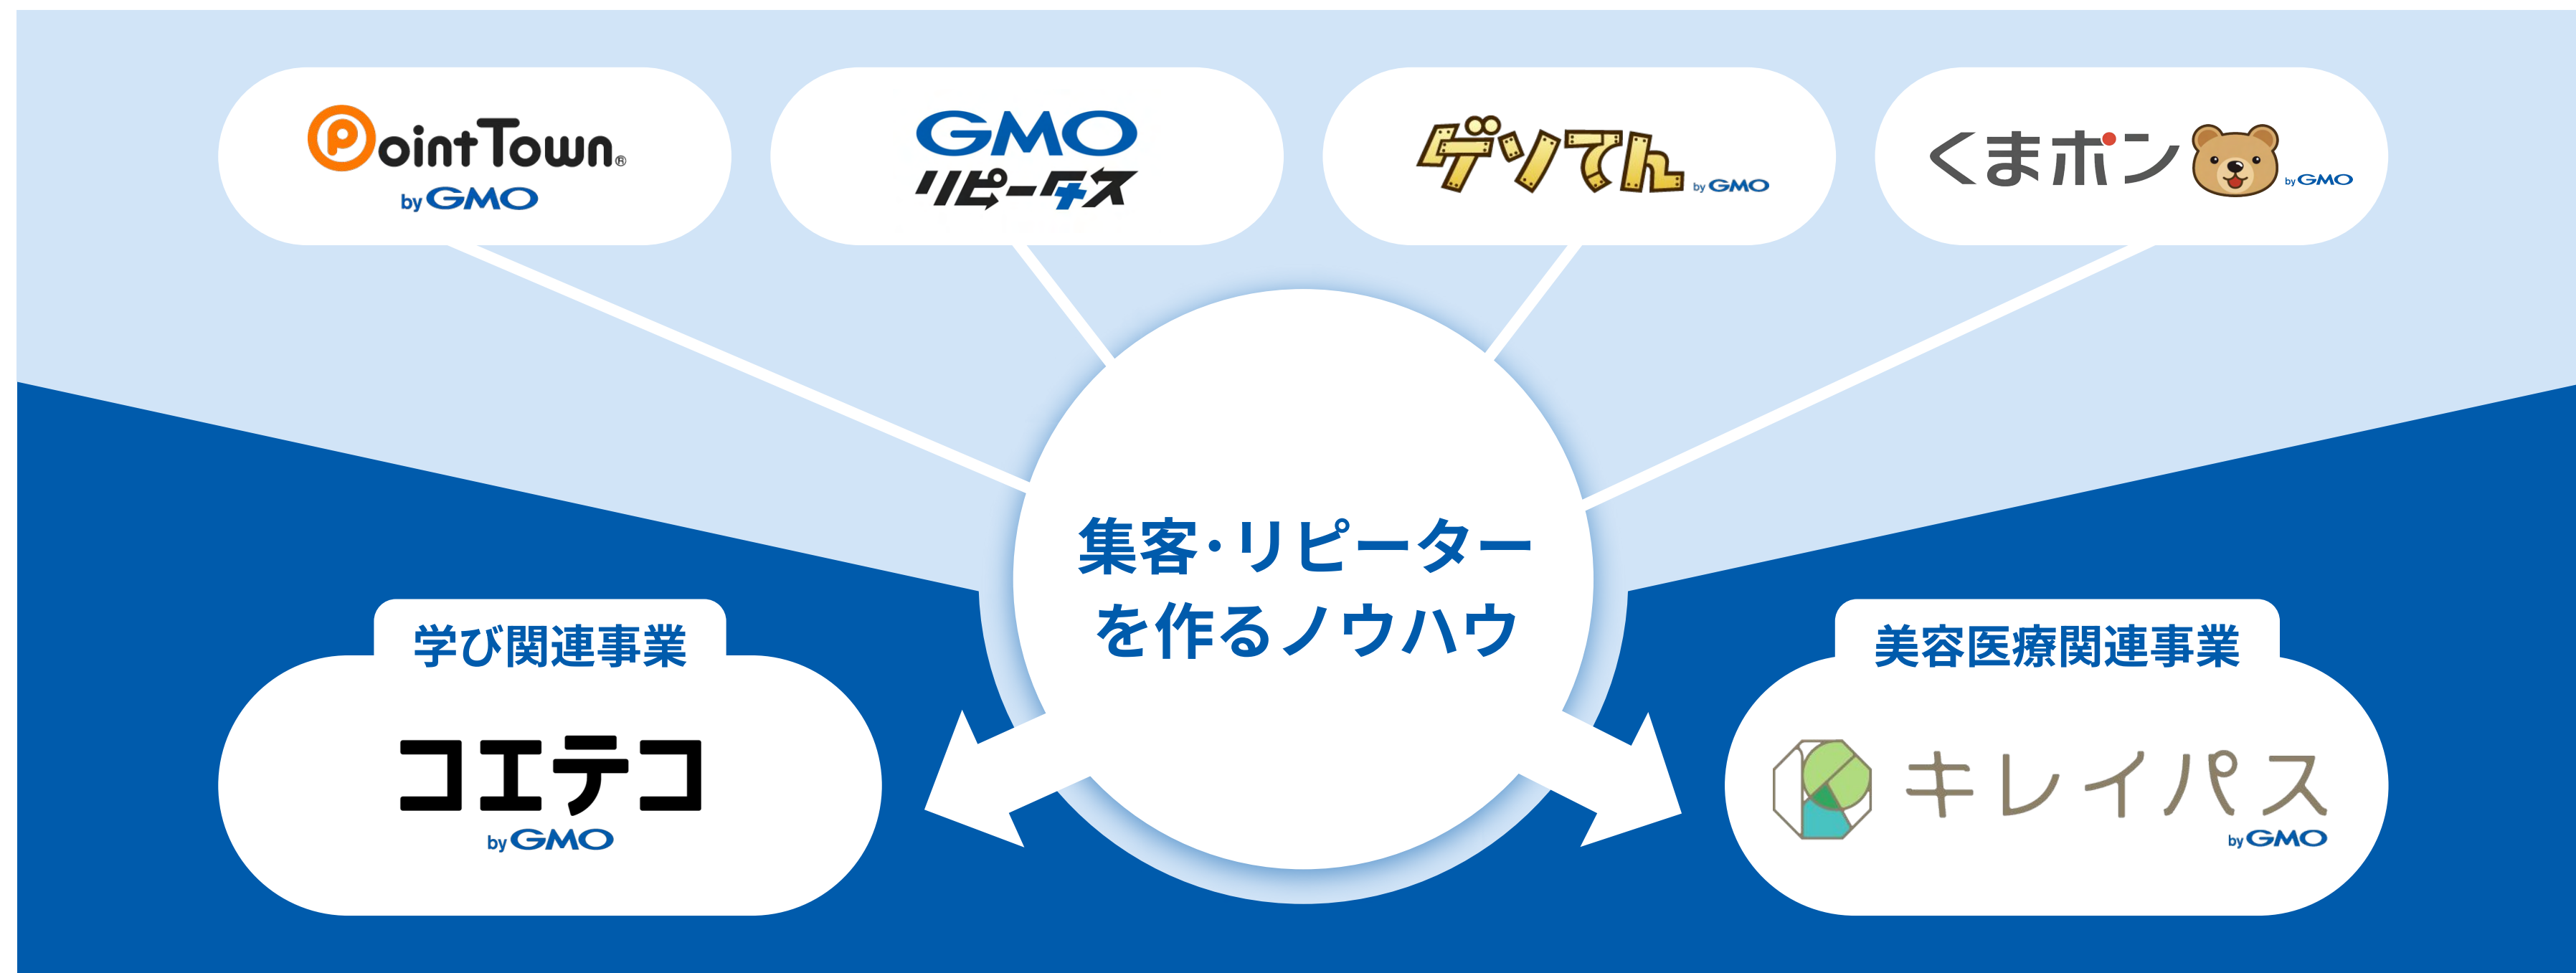 PointTown®
by GMO
GMO
リピータス
ゲソてん by GMO
くまポン by GMO
集客・リピーター
を作るノウハウ
学び関連事業
コエテコ
by GMO
美容医療関連事業
キレイパス
by GMO